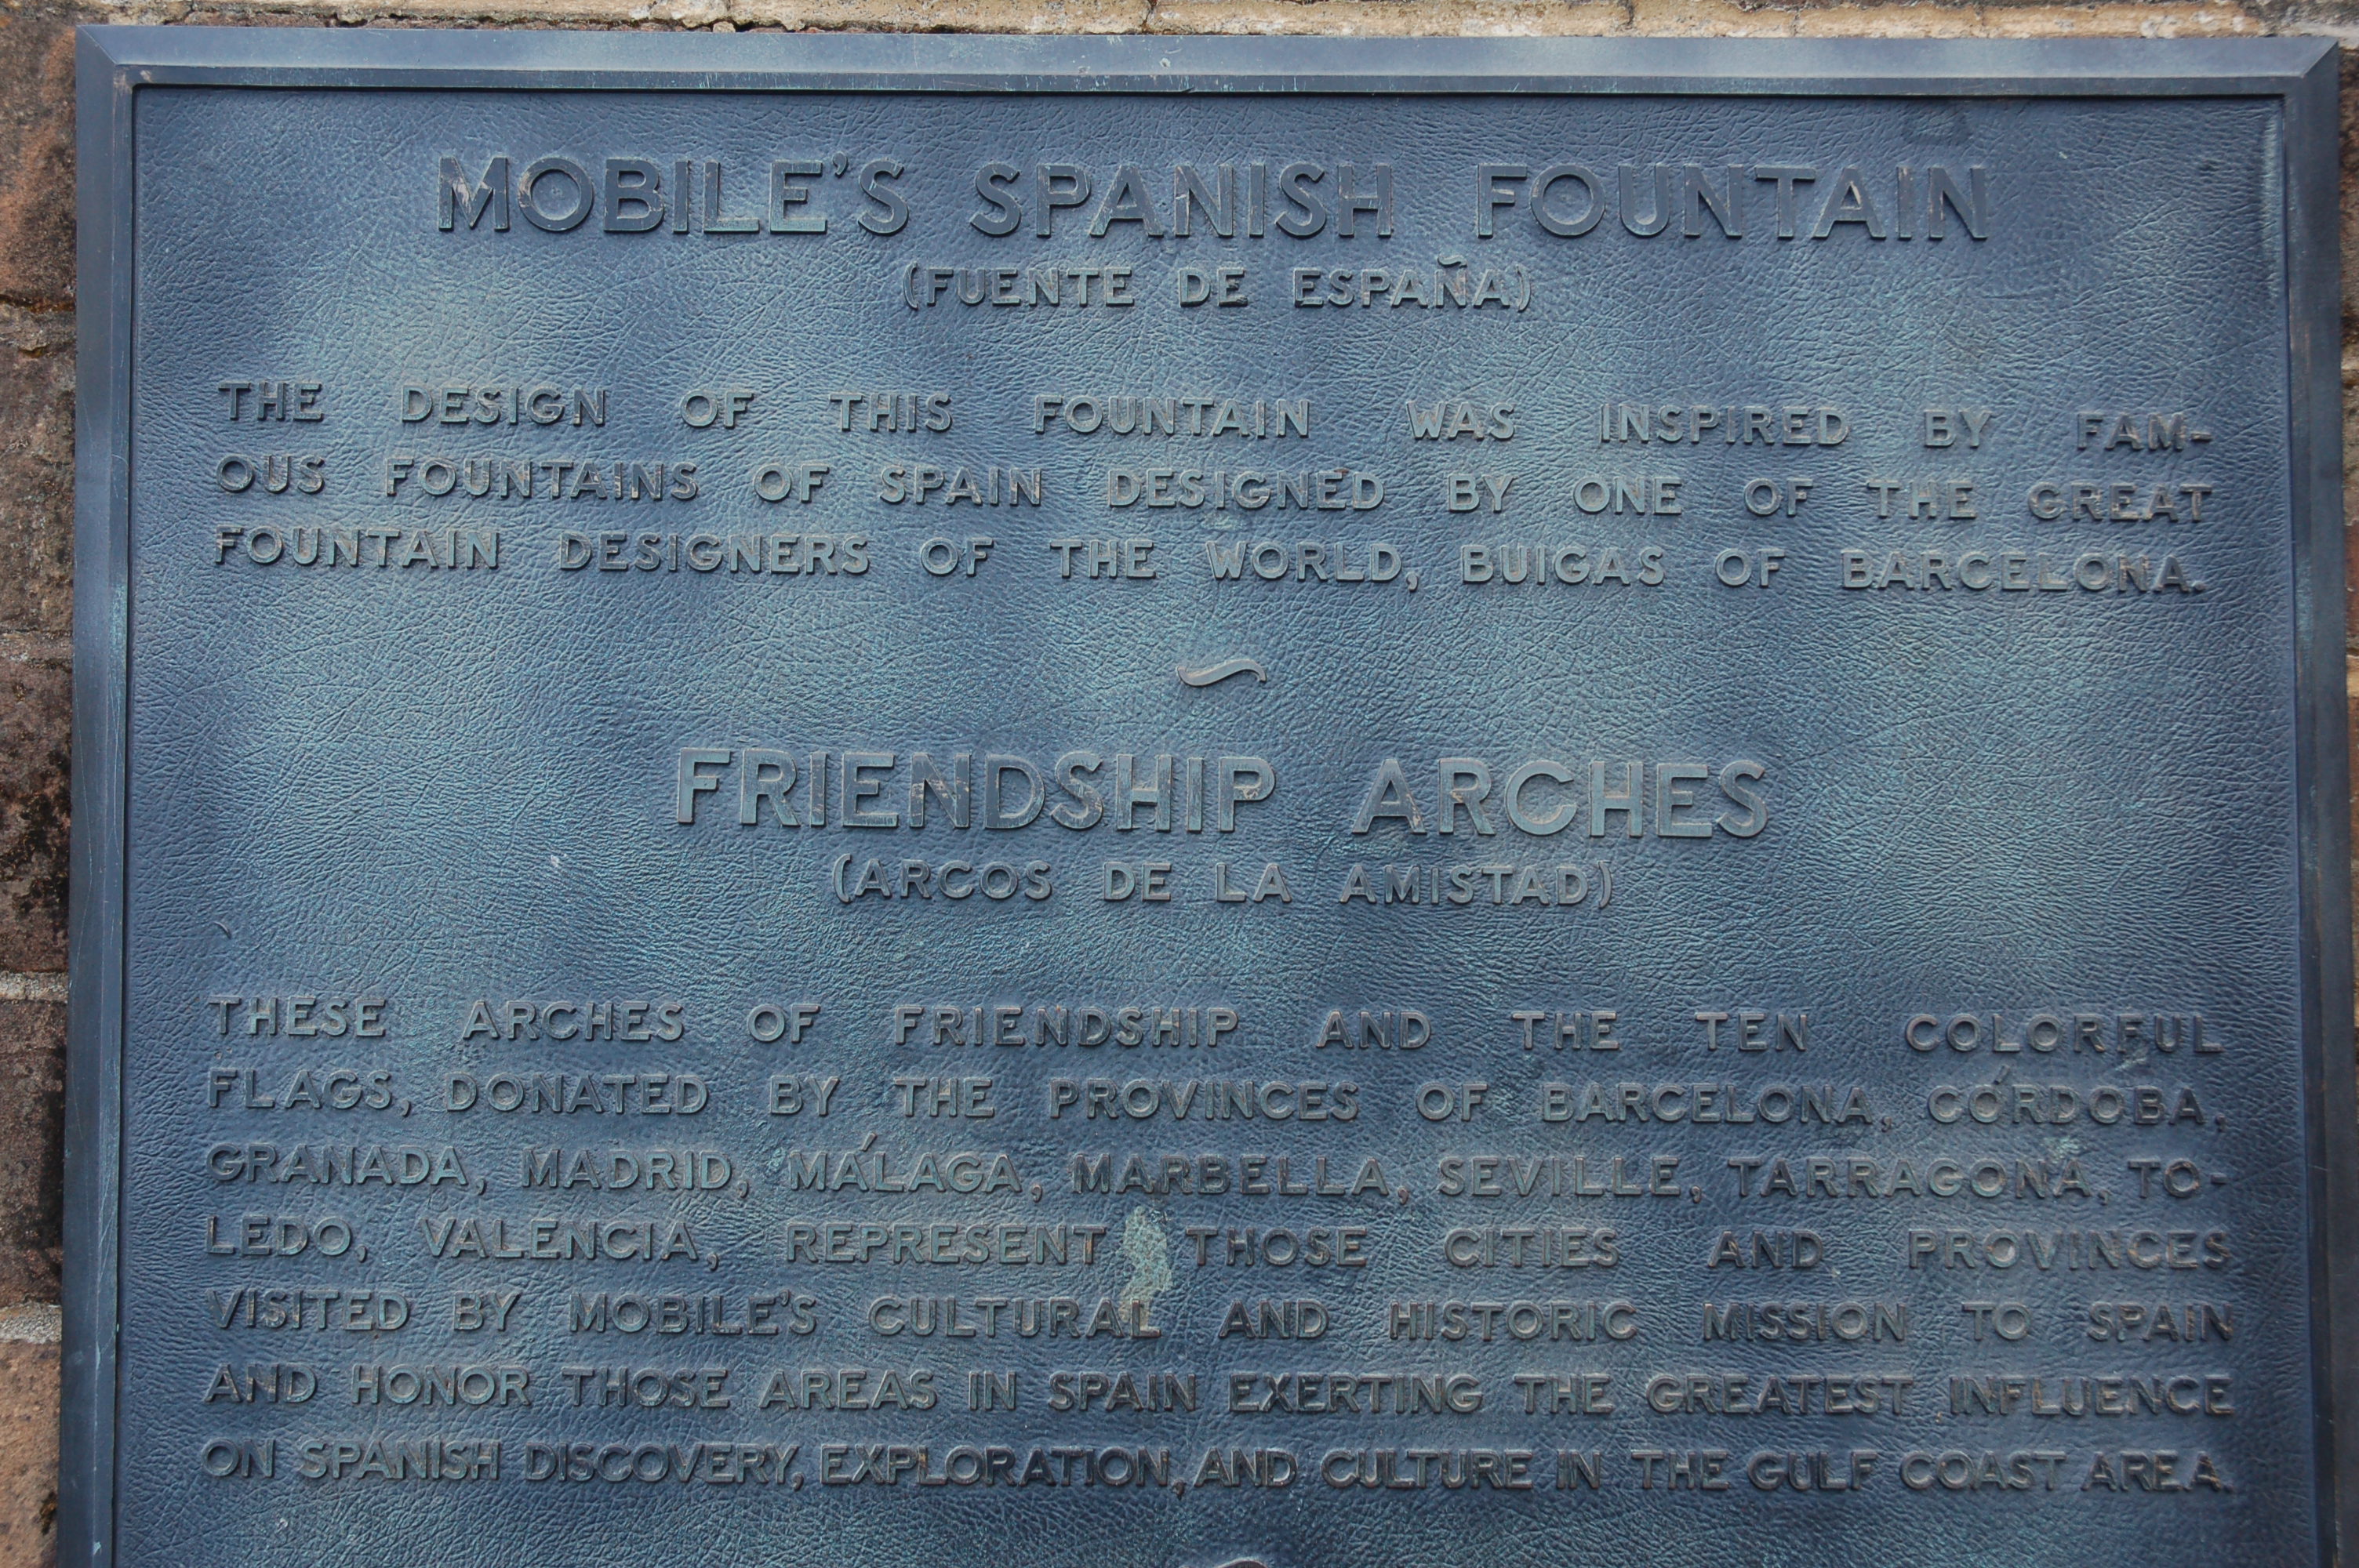 MOBILE'S SPANISH FOUNTAIN
(FUENTE DE ESPAÑA)
THE DESIGN OF THIS FOUNTAIN WAS INSPIRED BY FAM-
OUS FOUNTAINS OF SPAIN DESIGNED BY ONE OF THE GREAT
FOUNTAIN DESIGNERS OF THE WORLD, BUIGAS OF BARCELONA.
~
FRIENDSHIP ARCHES
(ARCOS DE LA AMISTAD)
THESE ARCHES OF FRIENDSHIP AND THE TEN COLORFUL
FLAGS, DONATED BY THE PROVINCES OF BARCELONA, CÓRDOBA,
GRANADA, MADRID, MÁLAGA, MARBELLA, SEVILLE, TARRAGONA, TO-
LEDO, VALENCIA, REPRESENT THOSE CITIES AND PROVINCES
VISITED BY MOBILE'S CULTURAL AND HISTORIC MISSION TO SPAIN
AND HONOR THOSE AREAS IN SPAIN EXERTING THE GREATEST INFLUENCE
ON SPANISH DISCOVERY, EXPLORATION, AND CULTURE IN THE GULF COAST AREA.